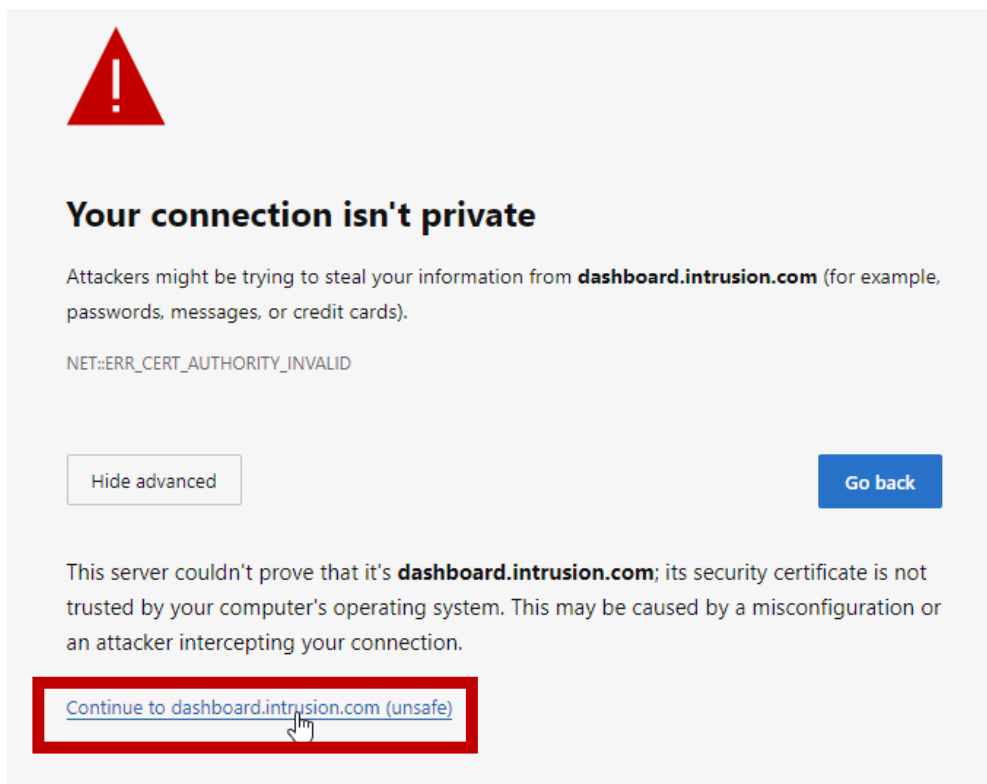 !
Your connection isn't private
Attackers might be trying to steal your information from dashboard.intrusion.com (for example,
passwords, messages, or credit cards).
NET::ERR_CERT_AUTHORITY_INVALID
Hide advanced
Go back
This server couldn't prove that it's dashboard.intrusion.com; its security certificate is not
trusted by your computer's operating system. This may be caused by a misconfiguration or
an attacker intercepting your connection.
Continue to dashboard.intrusion.com (unsafe)